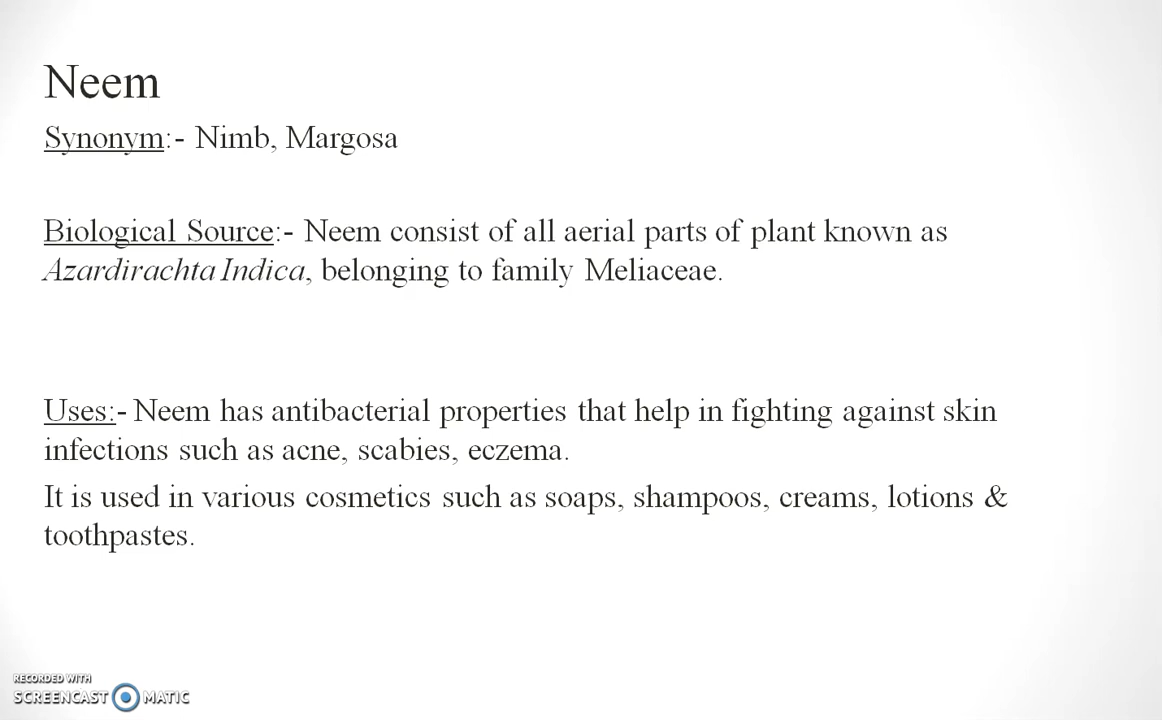 Neem
Synonym:- Nimb, Margosa
Biological Source:- Neem consist of all aerial parts of plant known as
Azardirachta Indica, belonging to family Meliaceae.
Uses:- Neem has antibacterial properties that help in fighting against skin
infections such as acne, scabies, eczema.
It is used in various cosmetics such as soaps, shampoos, creams, lotions &
toothpastes.
RECORDED WITH
SCREENCAST MATIC